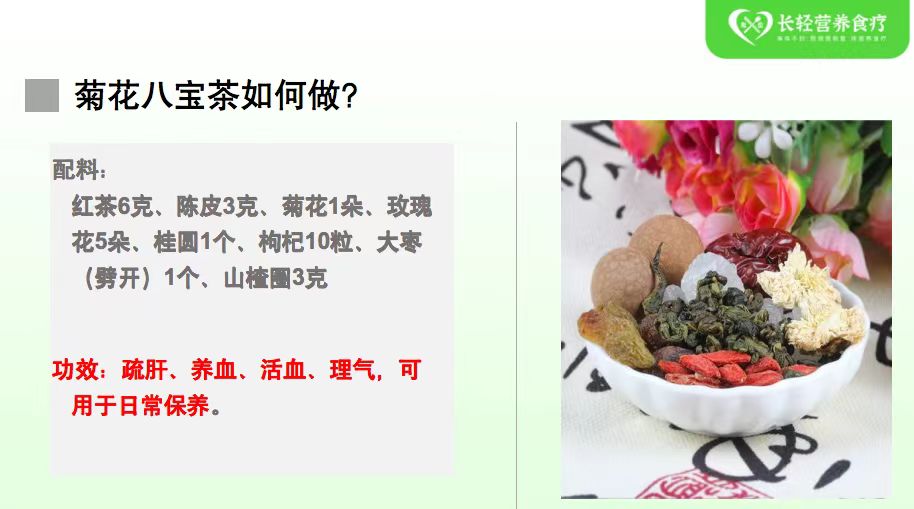 长轻营养食疗
菊花八宝茶如何做?
配料：
红茶6克、陈皮3克、菊花1朵、玫瑰
花5朵、桂圆1个、枸杞10粒、大枣
（劈开）1个、山楂圈3克
功效：疏肝、养血、活血、理气，可
用于日常保养。